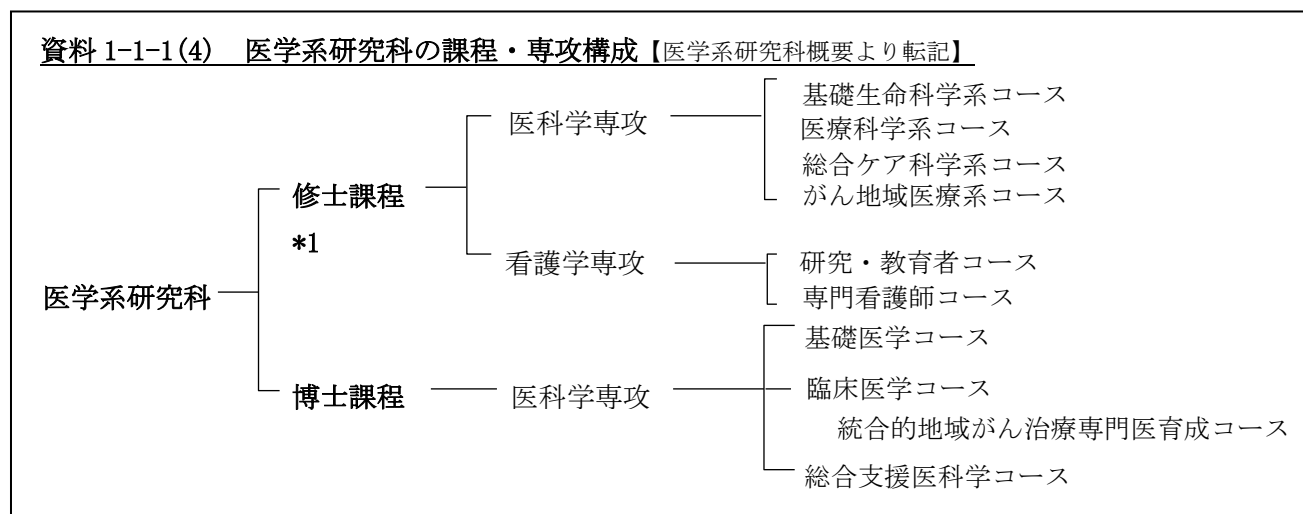 資料 1-1-1(4) 医学系研究科の課程・専攻構成【医学系研究科概要より転記】
医学系研究科
修士課程
*1
医科学専攻
基礎生命科学系コース
医療科学系コース
総合ケア科学系コース
がん地域医療系コース
看護学専攻
研究・教育者コース
専門看護師コース
博士課程
医科学専攻
基礎医学コース
臨床医学コース
統合的地域がん治療専門医育成コース
総合支援医科学コース